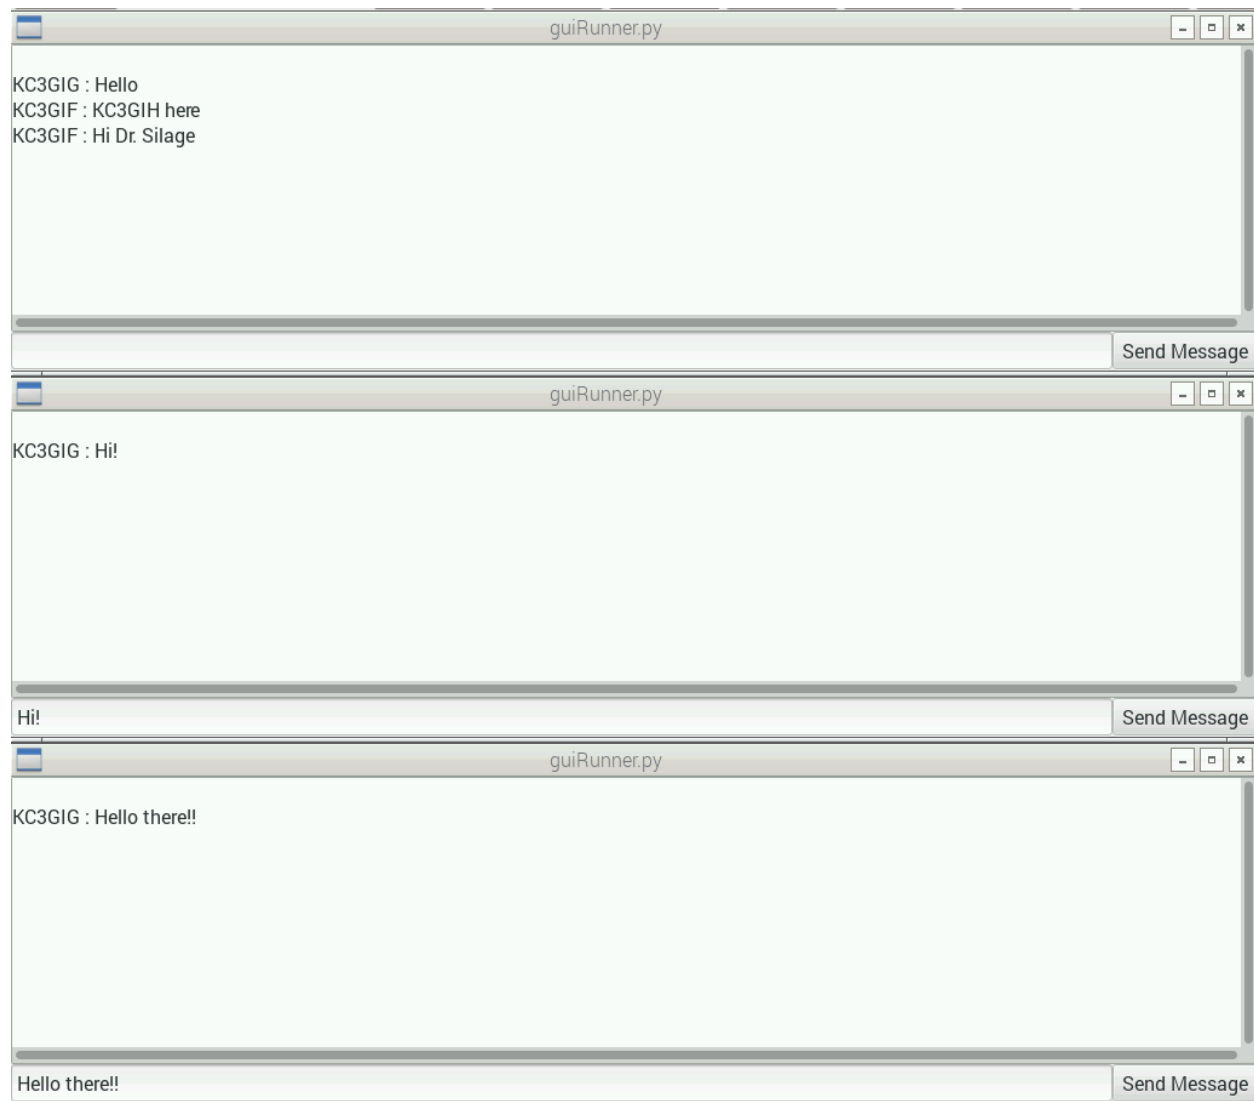 guiRunner.py
KC3GIG : Hello
KC3GIF : KC3GIH here
KC3GIF : Hi Dr. Silage
Send Message
guiRunner.py
KC3GIG : Hi!
Hi!
Send Message
guiRunner.py
KC3GIG : Hello there!!
Hello there!!
Send Message